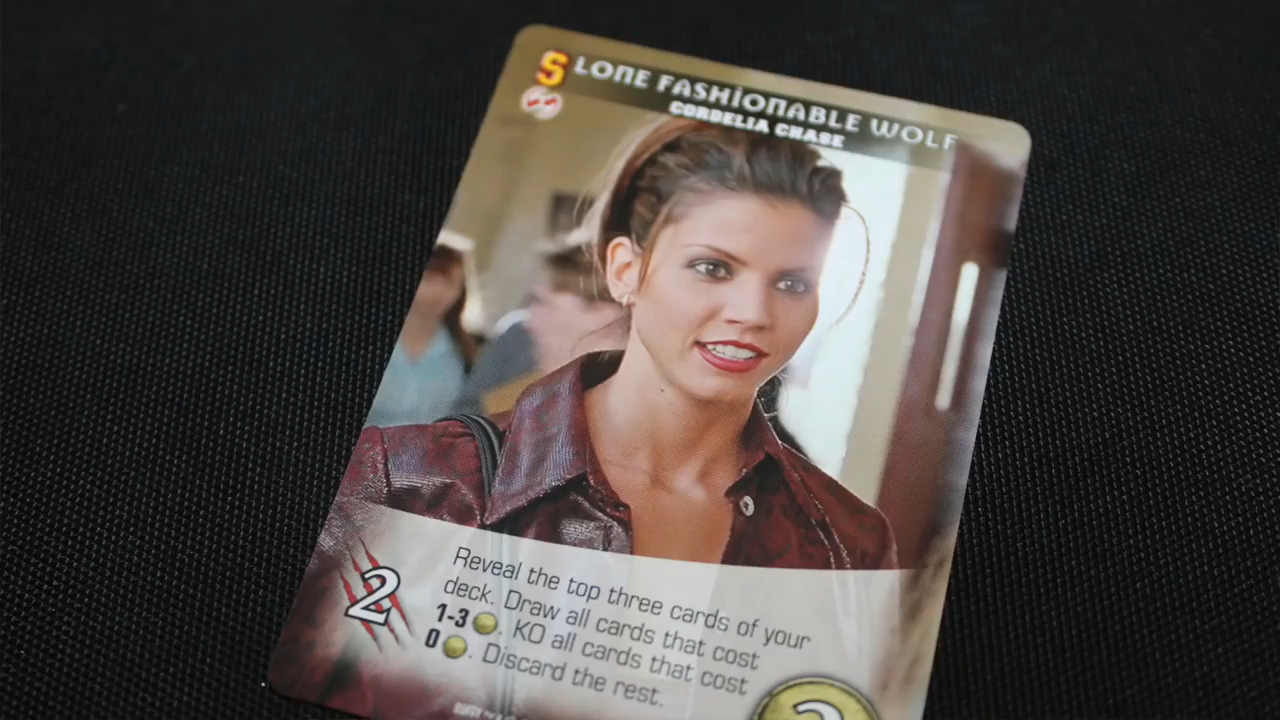 S
LONE FASHIONABLE WOLF
CORDELIA CHASE
2
Reveal the top three cards of your
deck. Draw all cards that cost
1-3 . KO all cards that cost
0 . Discard the rest.